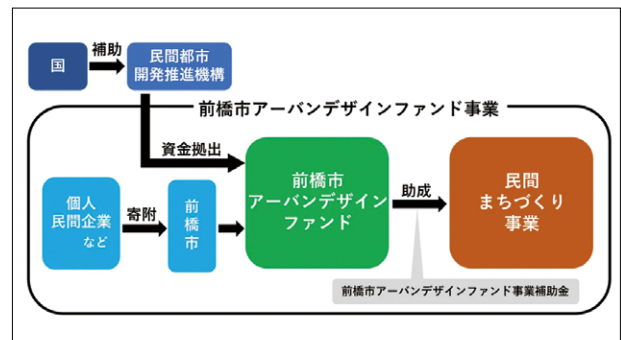 国
補助
民間都市
開発推進機構
前橋市アーバンデザインファンド事業
資金拠出
個人
民間企業
など
寄附
前
橋
市
前橋市
アーバンデザイン
ファンド
助成
民間
まちづくり
事業
前橋市アーバンデザインファンド事業補助金